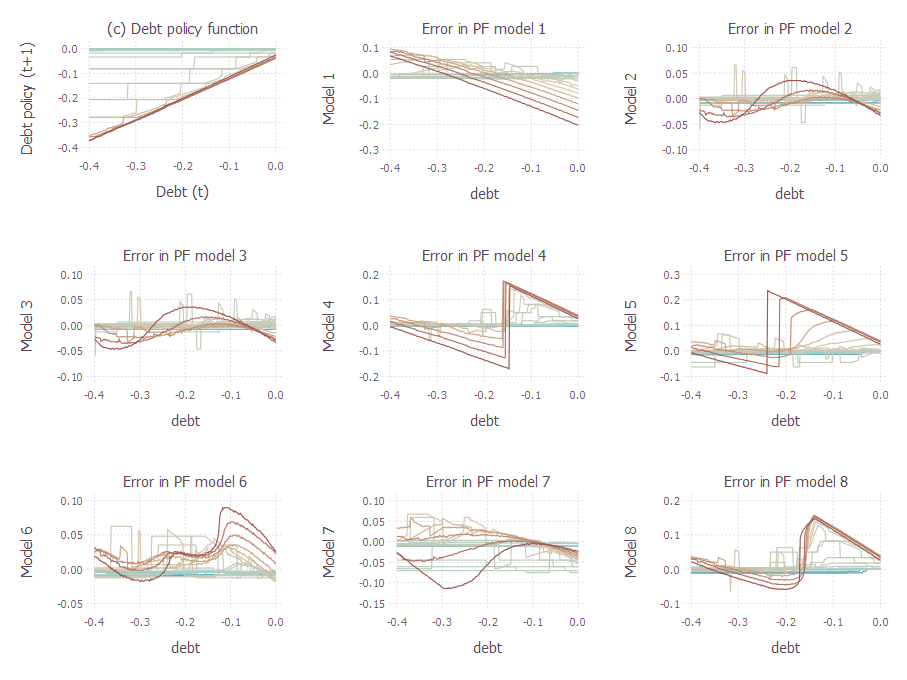 (c) Debt policy function
Debt policy (t+1)
0.0
-0.1
-0.2
-0.3
-0.4
-0.4 -0.3 -0.2 -0.1 0.0
Debt (t)
Error in PF model 1
Model 1
0.1
0.0
-0.1
-0.2
-0.3
-0.4 -0.3 -0.2 -0.1 0.0
debt
Error in PF model 2
Model 2
0.10
0.05
0.00
-0.05
-0.10
-0.4 -0.3 -0.2 -0.1 0.0
debt
Error in PF model 3
Model 3
0.10
0.05
0.00
-0.05
-0.10
-0.4 -0.3 -0.2 -0.1 0.0
debt
Error in PF model 4
Model 4
0.2
0.1
0.0
-0.1
-0.2
-0.4 -0.3 -0.2 -0.1 0.0
debt
Error in PF model 5
Model 5
0.3
0.2
0.1
0.0
-0.1
-0.4 -0.3 -0.2 -0.1 0.0
debt
Error in PF model 6
Model 6
0.10
0.05
0.00
-0.05
-0.4 -0.3 -0.2 -0.1 0.0
debt
Error in PF model 7
Model 7
0.10
0.05
0.00
-0.05
-0.10
-0.15
-0.4 -0.3 -0.2 -0.1 0.0
debt
Error in PF model 8
Model 8
0.2
0.1
0.0
-0.1
-0.4 -0.3 -0.2 -0.1 0.0
debt